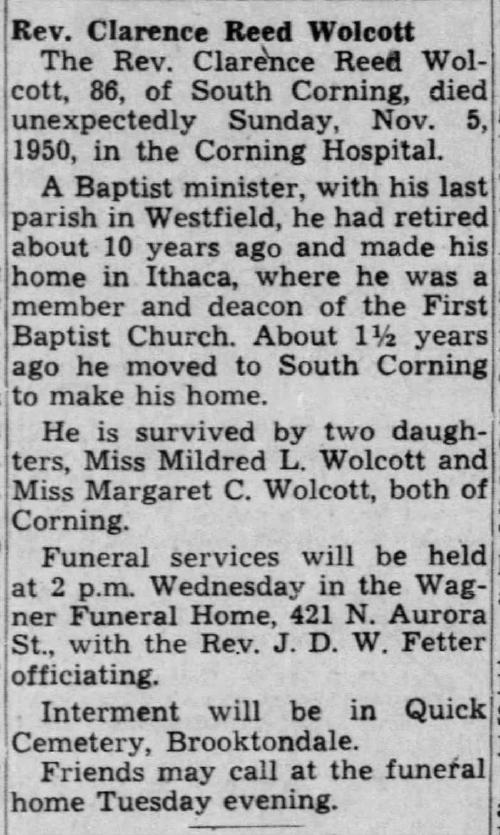 Rev. Clarence Reed Wolcott
The Rev. Clarence Reed Wol-
cott, 86, of South Corning, died
unexpectedly Sunday, Nov. 5,
1950, in the Corning Hospital.
A Baptist minister, with his last
parish in Westfield, he had retired
about 10 years ago and made his
home in Ithaca, where he was a
member and deacon of the First
Baptist Church. About 1½ years
ago he moved to South Corning
to make his home.
He is survived by two daugh-
ters, Miss Mildred L. Wolcott and
Miss Margaret C. Wolcott, both of
Corning.
Funeral services will be held
at 2 p.m. Wednesday in the Wag-
ner Funeral Home, 421 N. Aurora
St., with the Rev. J. D. W. Fetter
officiating.
Interment will be in Quick
Cemetery, Brooktondale.
Friends may call at the funeral
home Tuesday evening.